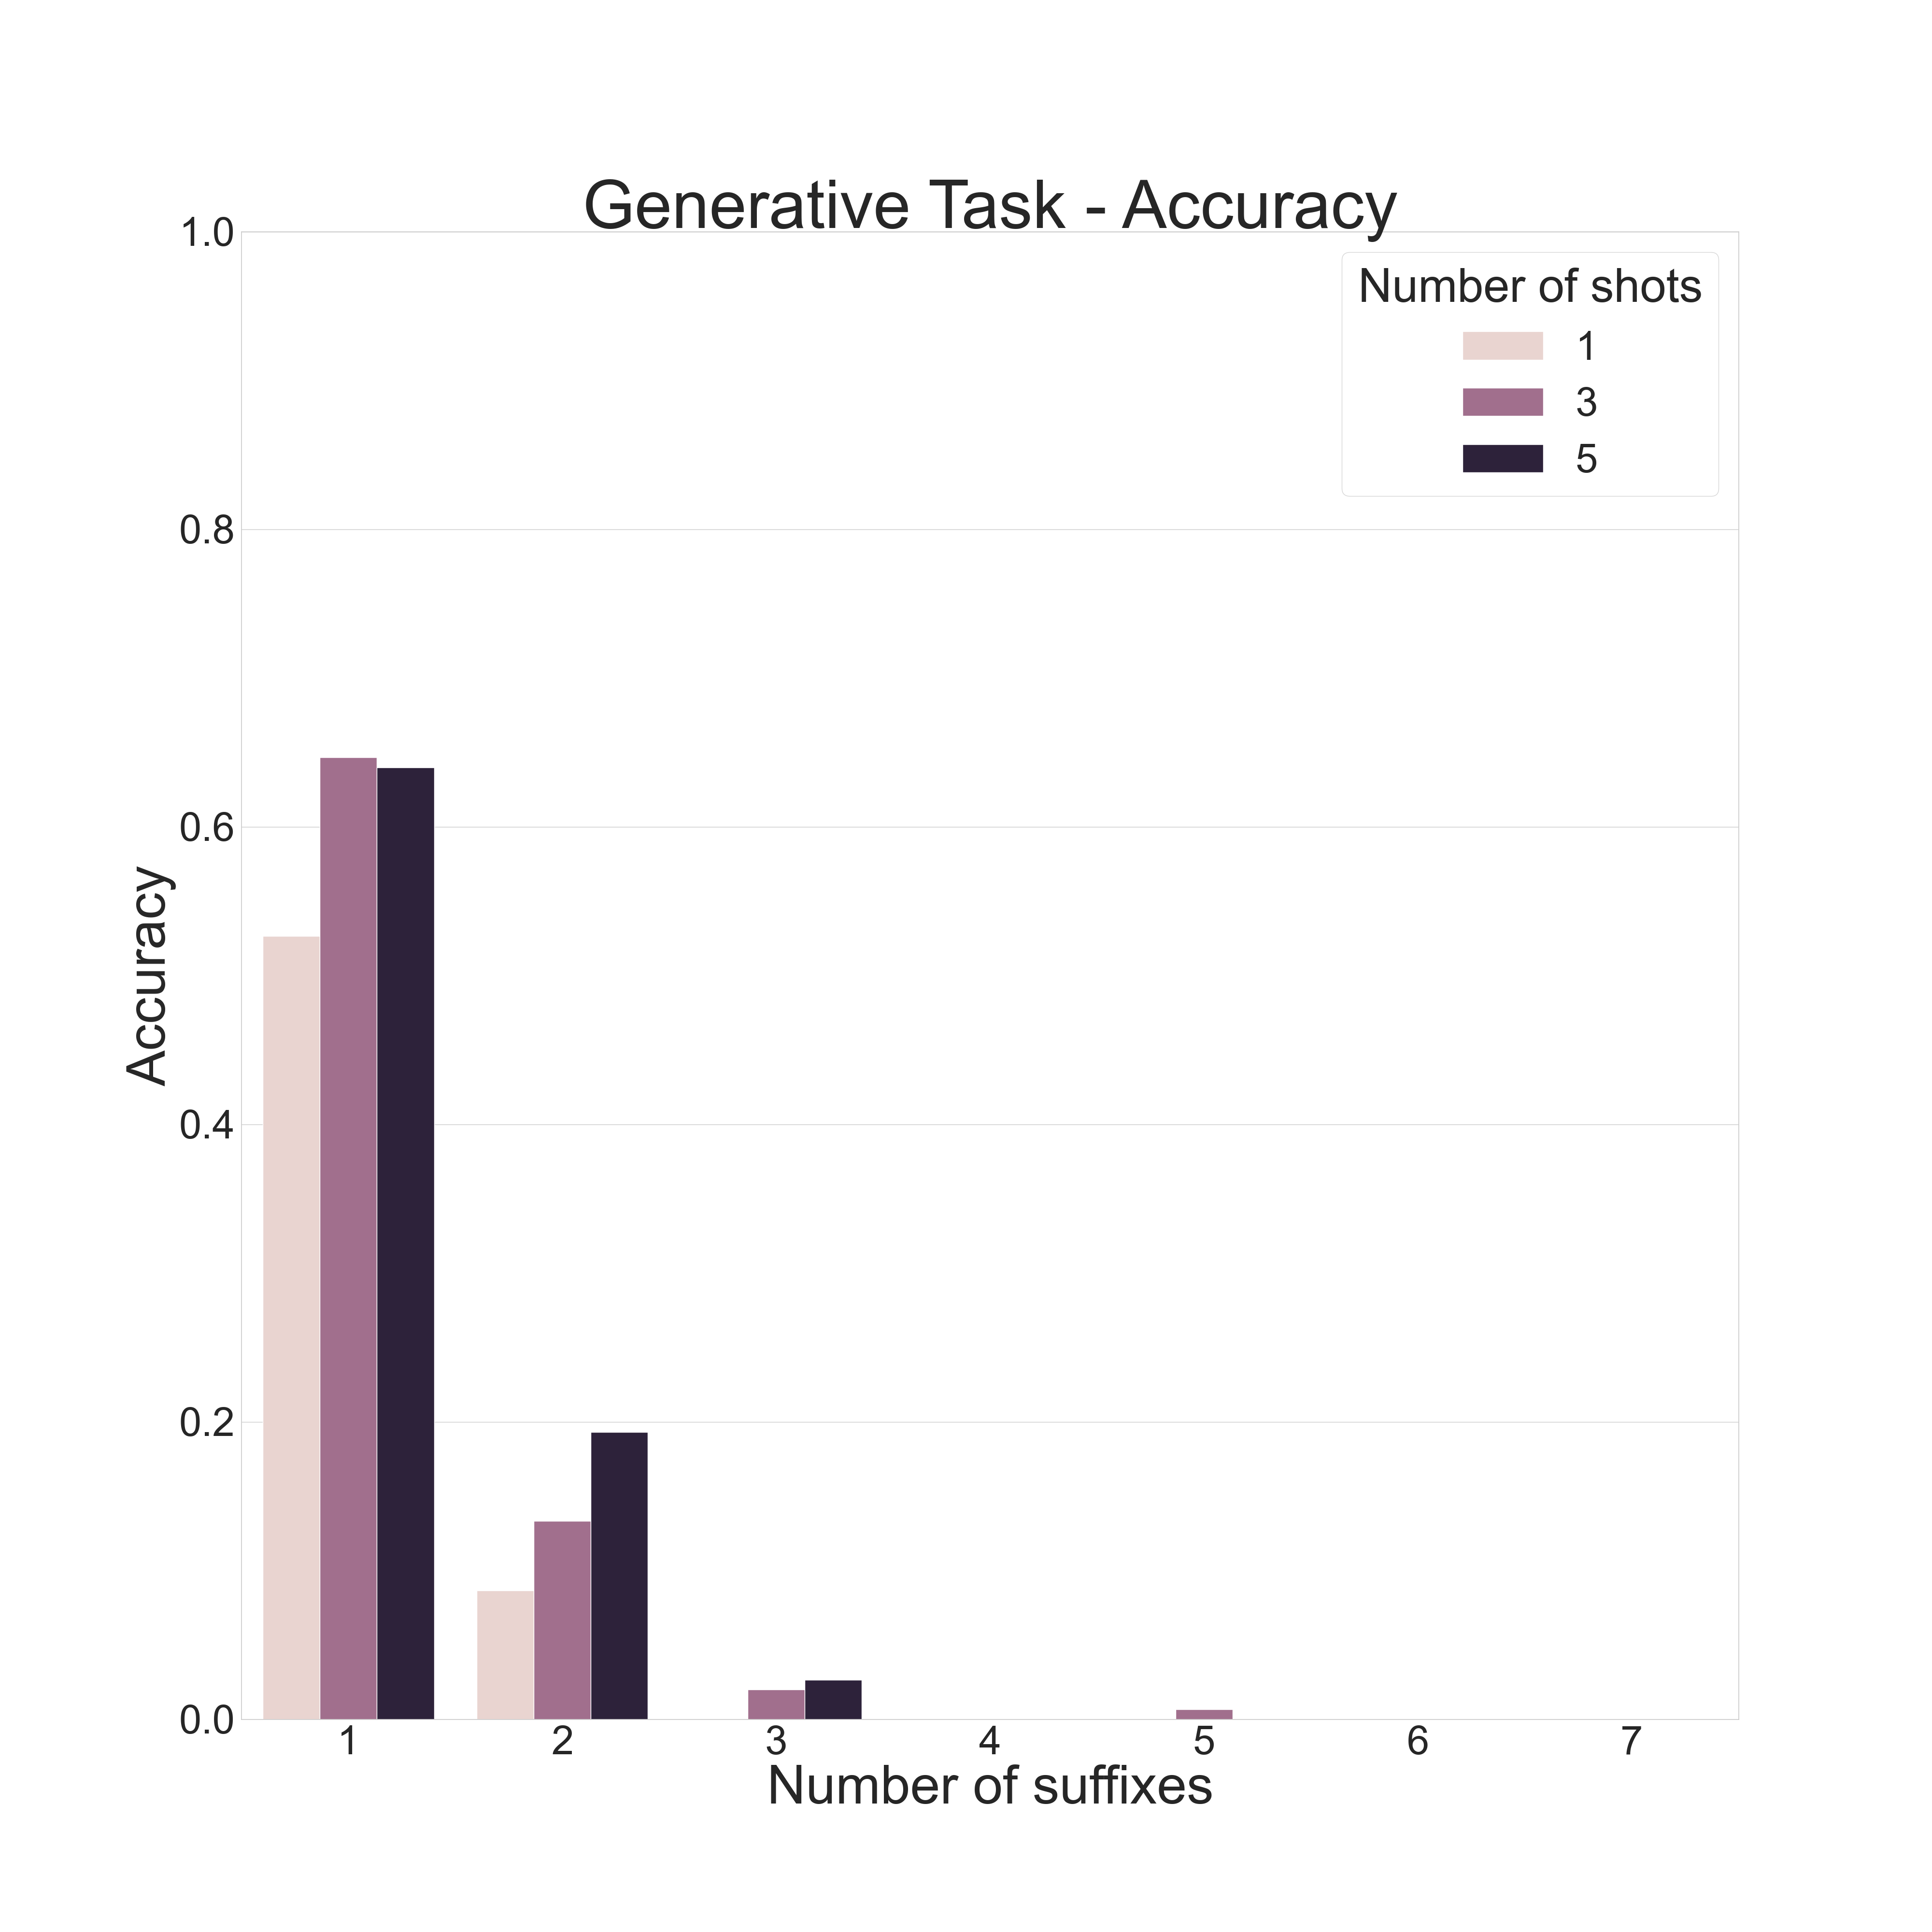 Generative Task - Accuracy
Number of shots
1
3
5
1.0
0.8
0.6
0.4
0.2
0.0
Accuracy
1 2 3 4 5 6 7
Number of suffixes